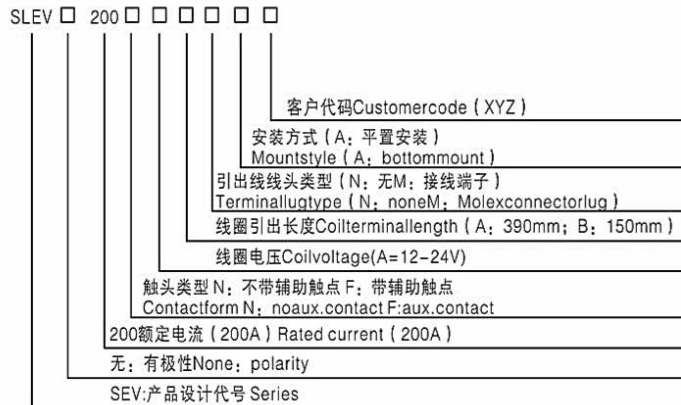 SLEV□ 200□□□□□□
客户代码Customercode(XYZ)
安装方式(A:平置安装)
Mountstyle(A:bottommount)
引出线线头类型(N:无M:接线端子)
Terminallugtype(N:noneM:Molexconnectorlug)
线圈引出长度Coilterminallength(A:390mm;B:150mm)
线圈电压Coilvoltage(A=12-24V)
触头类型 N:不带辅助触点 F:带辅助触点
Contactform N:noaux.contact F:aux.contact
200额定电流(200A)Rated current(200A)
无:有极性None:polarity
SEV:产品设计代号 Series